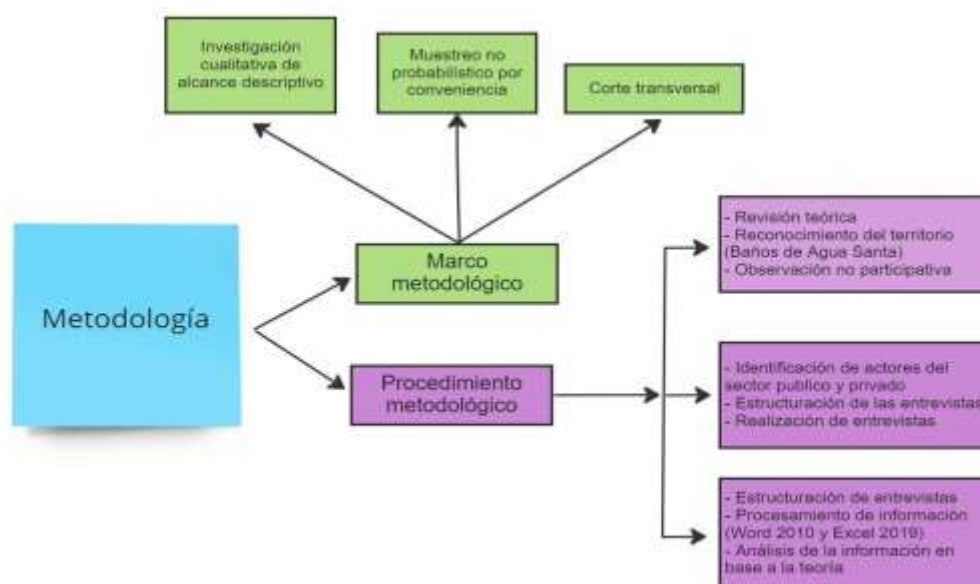 Investigación
cualitativa de
alcance descriptivo
Muestreo no
probabilístico por
conveniencia
Corte transversal
Metodología
Marco
metodológico
Procedimiento
metodológico
- Revisión teórica
- Reconocimiento del territorio
(Baños de Agua Santa)
- Observación no participativa
- Identificación de actores del
sector publico y privado
- Estructuración de las entrevistas
- Realización de entrevistas
- Estructuración de entrevistas
- Procesamiento de información
(Word 2010 y Excel 2019)
- Análisis de la información en
base a la teoría